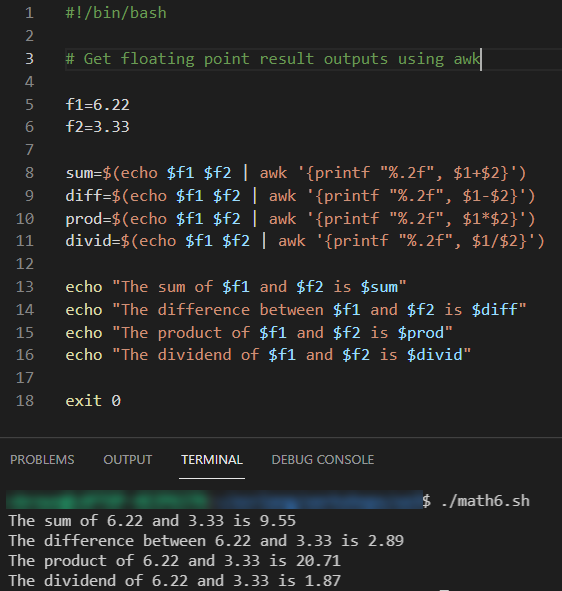 1 #!/bin/bash
2
3 # Get floating point result outputs using awk
4
5 f1=6.22
6 f2=3.33
7
8 sum=$(echo $f1 $f2 | awk '{printf "%.2f", $1+$2}')
9 diff=$(echo $f1 $f2 | awk '{printf "%.2f", $1-$2}')
10 prod=$(echo $f1 $f2 | awk '{printf "%.2f", $1*$2}')
11 divid=$(echo $f1 $f2 | awk '{printf "%.2f", $1/$2}')
12
13 echo "The sum of $f1 and $f2 is $sum"
14 echo "The difference between $f1 and $f2 is $diff"
15 echo "The product of $f1 and $f2 is $prod"
16 echo "The dividend of $f1 and $f2 is $divid"
17
18 exit 0
PROBLEMS OUTPUT TERMINAL DEBUG CONSOLE
$ ./math6.sh
The sum of 6.22 and 3.33 is 9.55
The difference between 6.22 and 3.33 is 2.89
The product of 6.22 and 3.33 is 20.71
The dividend of 6.22 and 3.33 is 1.87